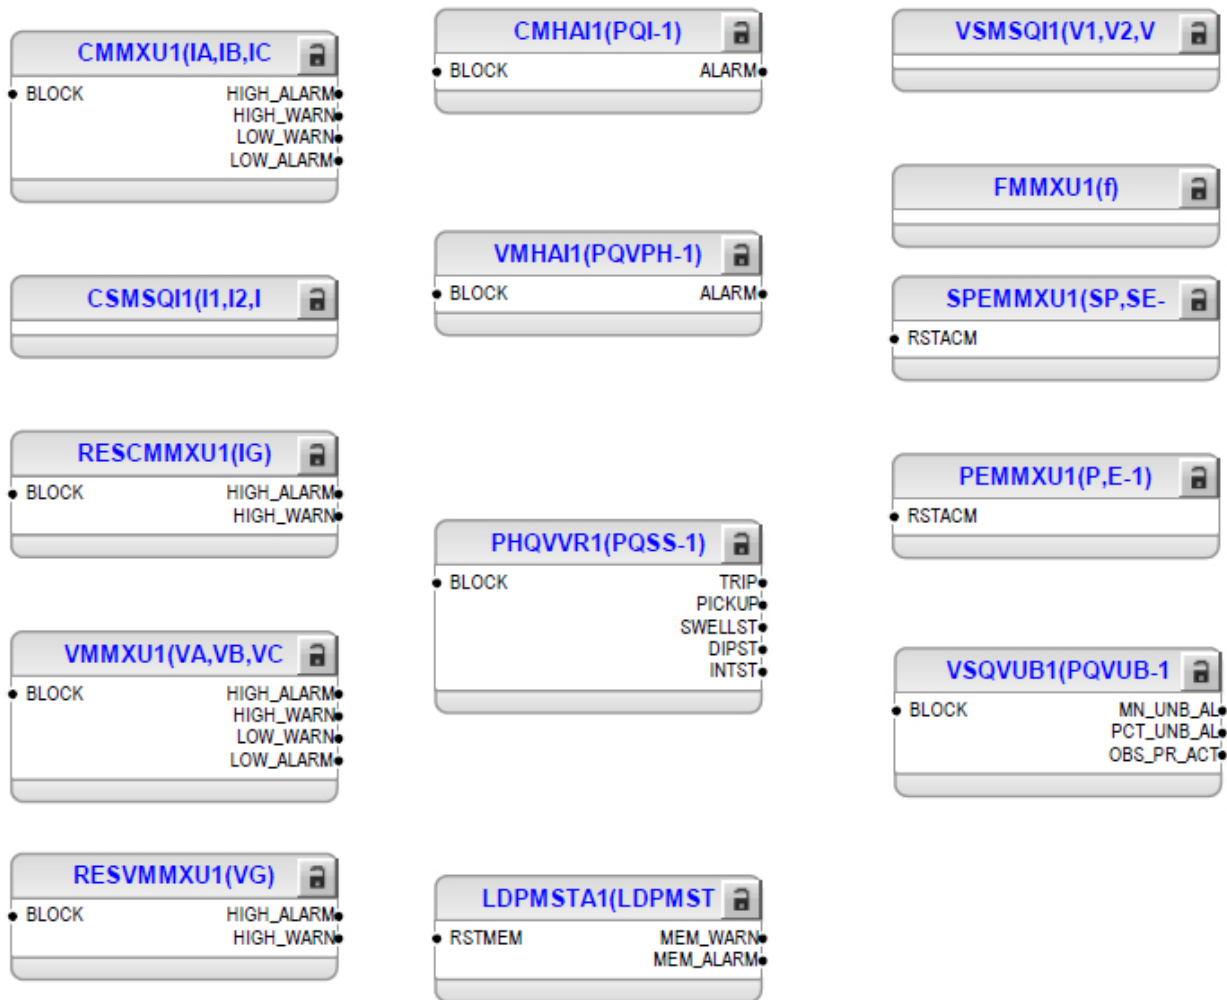 CMMXU1(IA,IB,IC
BLOCK HIGH_ALARM
HIGH_WARN
LOW_WARN
LOW_ALARM
CSMSQI1(I1,I2,I
RESCMMXU1(IG)
BLOCK HIGH_ALARM
HIGH_WARN
VMMXU1(VA,VB,VC
BLOCK HIGH_ALARM
HIGH_WARN
LOW_WARN
LOW_ALARM
RESVMMXU1(VG)
BLOCK HIGH_ALARM
HIGH_WARN
CMHAI1(PQI-1)
BLOCK ALARM
VMHAI1(PQVPH-1)
BLOCK ALARM
PHQVVR1(PQSS-1)
BLOCK TRIP
PICKUP
SWELLST
DIPST
INTST
LDPMSTA1(LDPMST
RSTMEM MEM_WARN
MEM_ALARM
VSMSQI1(V1,V2,V
FMMXU1(f)
SPEMMXU1(SP,SE-
RSTACM
PEMMXU1(P,E-1)
RSTACM
VSQVUB1(PQVUB-1
BLOCK MN_UNB_AL
PCT_UNB_AL
OBS_PR_ACT